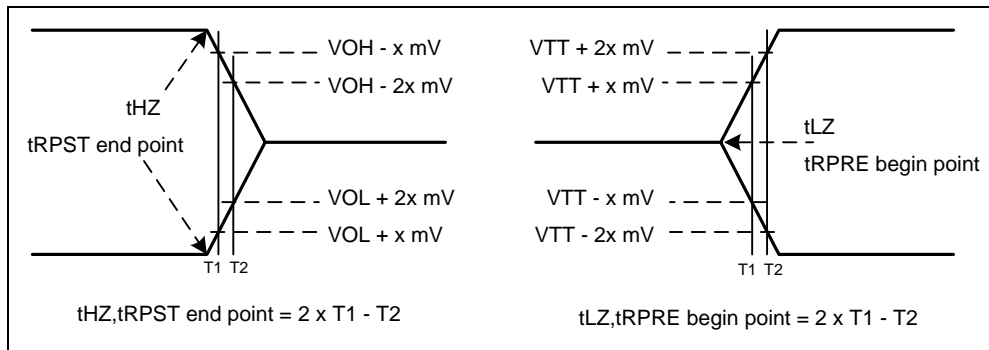 VOH - x mV
VOH - 2x mV
tHZ
tRPST end point
VOL + 2x mV
VOL + x mV
T1 T2
tHZ,tRPST end point = 2 x T1 - T2
VTT + 2x mV
VTT + x mV
tLZ
tRPRE begin point
VTT - x mV
VTT - 2x mV
T1 T2
tLZ,tRPRE begin point = 2 x T1 - T2